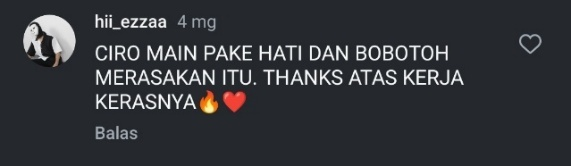 hii_ezzaa 4 mg
CIRO MAIN PAKE HATI DAN BOBOTOH
MERASAKAN ITU. THANKS ATAS KERJA
KERASNYA🔥❤️
Balas